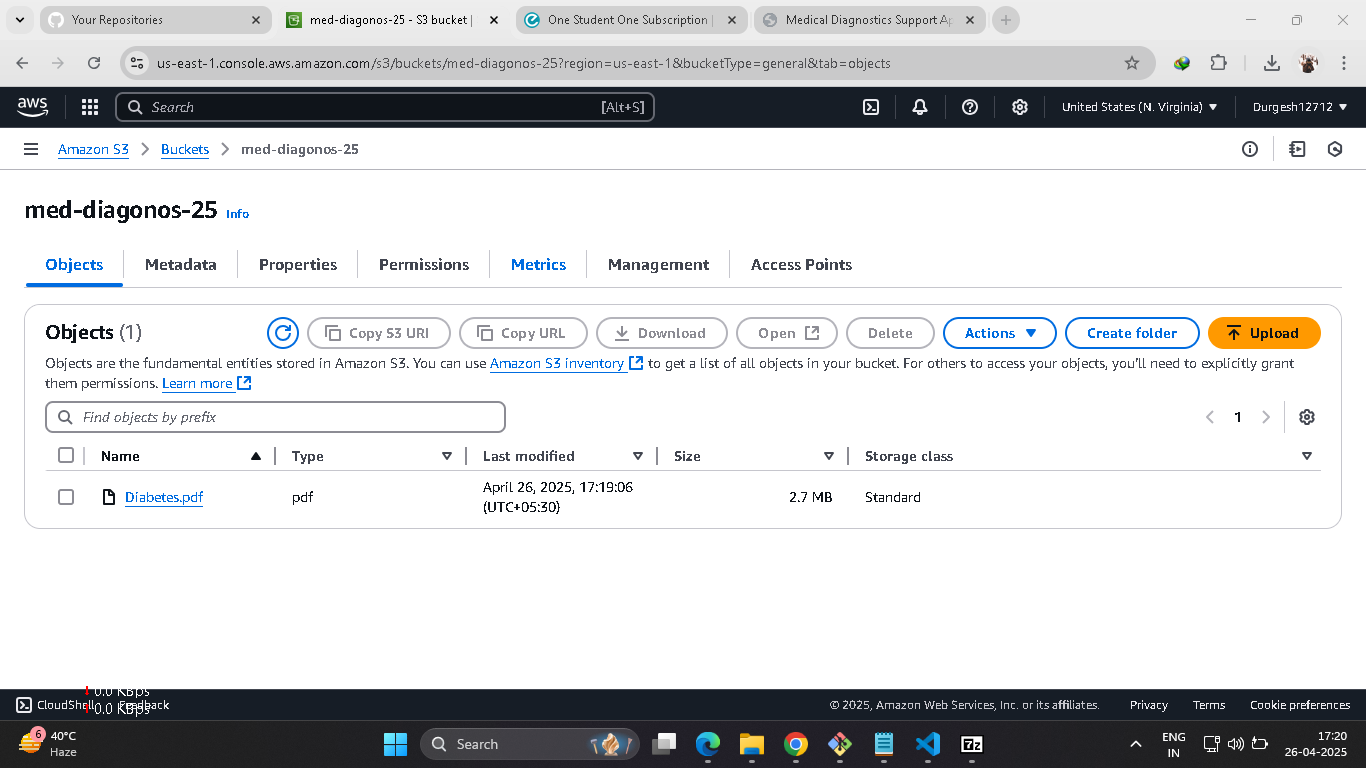 Your Repositories
med-diagonos-25 - S3 bucket |
One Student One Subscription |
Medical Diagnostics Support Ap
us-east-1.console.aws.amazon.com/s3/buckets/med-diagonos-25?region=us-east-1&bucketType=general&tab=objects
aws
Search [Alt+S]
United States (N. Virginia)
Durgesh12712
Amazon S3
Buckets
med-diagonos-25
med-diagonos-25 Info
Objects
Metadata
Properties
Permissions
Metrics
Management
Access Points
Objects (1)
Copy S3 URI
Copy URL
Download
Open
Delete
Actions
Create folder
Upload
Objects are the fundamental entities stored in Amazon S3. You can use Amazon S3 inventory to get a list of all objects in your bucket. For others to access your objects, you'll need to explicitly grant
them permissions. Learn more
Find objects by prefix
1
Name
Type
Last modified
Size
Storage class
Diabetes.pdf
pdf
April 26, 2025, 17:19:06
(UTC+05:30)
2.7 MB
Standard
0.0 KBps
CloudShell
Feedback
0.0 KBps
© 2025, Amazon Web Services, Inc. or its affiliates.
Privacy
Terms
Cookie preferences
6
40°C
Haze
Search
7z
ENG
IN
17:20
26-04-2025